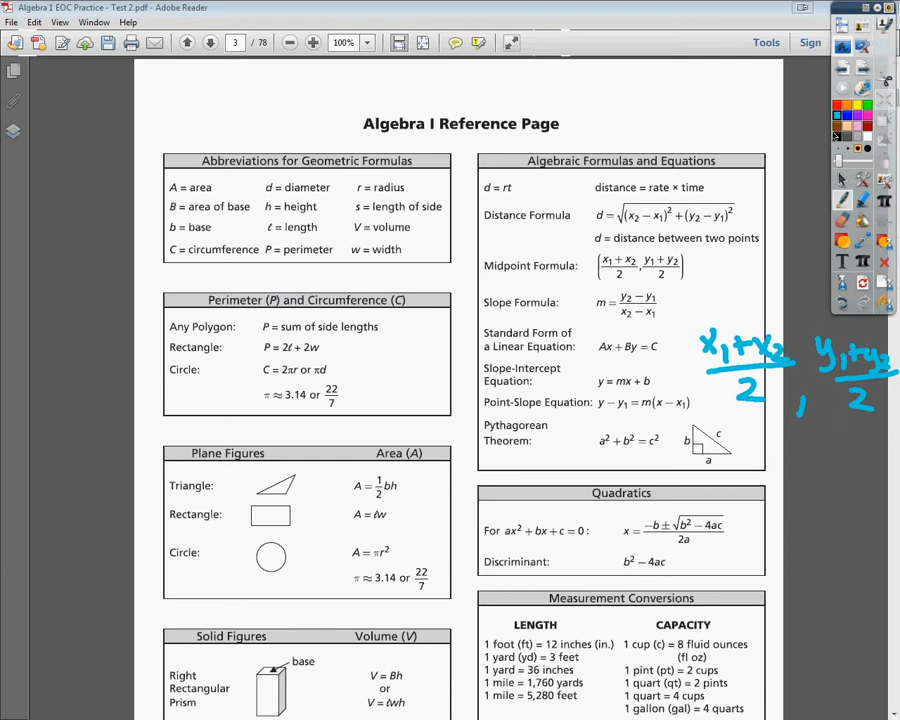 Algebra 1 EOC Practice - Test 2.pdf - Adobe Reader
File Edit View Window Help
3 / 78 100% Tools Sign
Algebra I Reference Page
Abbreviations for Geometric Formulas
A = area d = diameter r = radius
B = area of base h = height s = length of side
b = base ℓ = length V = volume
C = circumference P = perimeter w = width
Perimeter (P) and Circumference (C)
Any Polygon: P = sum of side lengths
Rectangle: P = 2ℓ + 2w
Circle: C = 2πr or πd
π ≈ 3.14 or 22/7
Plane Figures Area (A)
Triangle: A = 1/2 bh
Rectangle: A = ℓw
Circle: A = πr²
π ≈ 3.14 or 22/7
Solid Figures Volume (V)
base
Right V = Bh
Rectangular or
Prism V = ℓwh
Algebraic Formulas and Equations
d = rt distance = rate × time
Distance Formula d = √((x₂ − x₁)² + (y₂ − y₁)²)
d = distance between two points
Midpoint Formula: ((x₁ + x₂)/2, (y₁ + y₂)/2)
Slope Formula: m = (y₂ − y₁)/(x₂ − x₁)
Standard Form of
a Linear Equation: Ax + By = C
Slope-Intercept
Equation: y = mx + b
Point-Slope Equation: y − y₁ = m(x − x₁)
Pythagorean
Theorem: a² + b² = c² b c a
(x₁+x₂)/2 , (y₁+y₂)/2
Quadratics
For ax² + bx + c = 0: x = (−b ± √(b² − 4ac))/2a
Discriminant: b² − 4ac
Measurement Conversions
LENGTH CAPACITY
1 foot (ft) = 12 inches (in.) 1 cup (c) = 8 fluid ounces
1 yard (yd) = 3 feet (fl oz)
1 yard = 36 inches 1 pint (pt) = 2 cups
1 mile = 1,760 yards 1 quart (qt) = 2 pints
1 mile = 5,280 feet 1 quart = 4 cups
1 gallon (gal) = 4 quarts